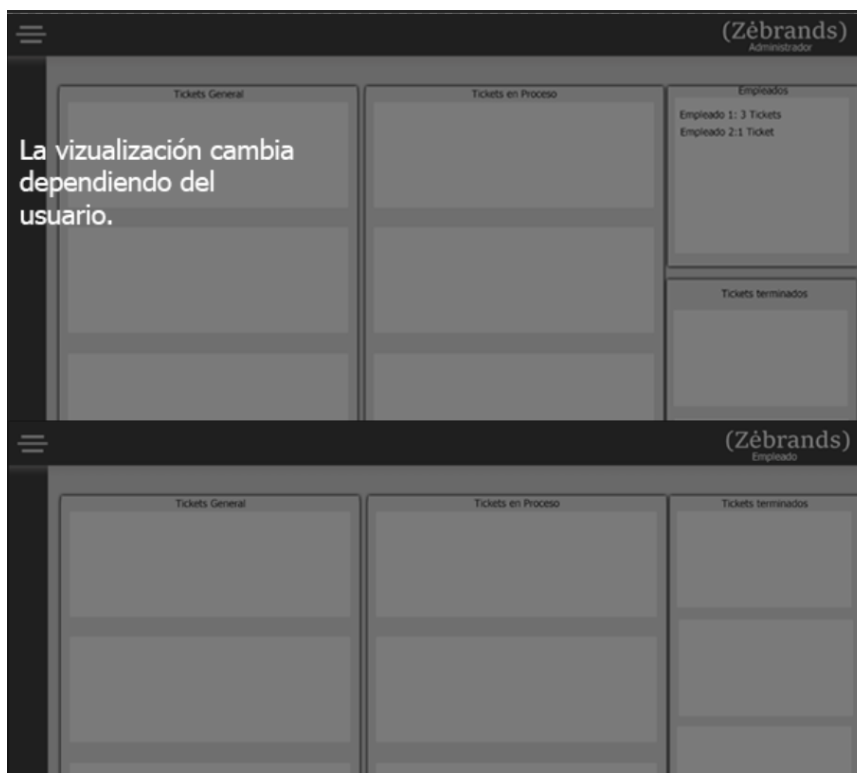 (Zėbrands)
Administrador
Tickets General
Tickets en Proceso
Empleados
Empleado 1: 3 Tickets
Empleado 2:1 Ticket
La vizualización cambia
dependiendo del
usuario.
Tickets terminados
(Zėbrands)
Empleado
Tickets General
Tickets en Proceso
Tickets terminados